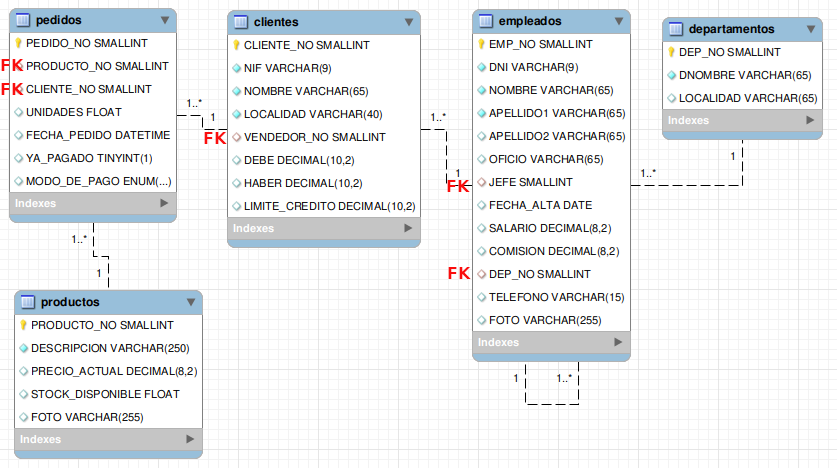 pedidos
PEDIDO_NO SMALLINT
FK PRODUCTO_NO SMALLINT
FK CLIENTE_NO SMALLINT
UNIDADES FLOAT
FECHA_PEDIDO DATETIME
YA_PAGADO TINYINT(1)
MODO_DE_PAGO ENUM(...)
Indexes
1..*
1
clientes
CLIENTE_NO SMALLINT
NIF VARCHAR(9)
NOMBRE VARCHAR(65)
LOCALIDAD VARCHAR(40)
FK VENDEDOR_NO SMALLINT
DEBE DECIMAL(10,2)
HABER DECIMAL(10,2)
LIMITE_CREDITO DECIMAL(10,2)
Indexes
1..*
1
empleados
EMP_NO SMALLINT
DNI VARCHAR(9)
NOMBRE VARCHAR(65)
APELLIDO1 VARCHAR(65)
APELLIDO2 VARCHAR(65)
OFICIO VARCHAR(65)
FK JEFE SMALLINT
FECHA_ALTA DATE
SALARIO DECIMAL(8,2)
COMISION DECIMAL(8,2)
FK DEP_NO SMALLINT
TELEFONO VARCHAR(15)
FOTO VARCHAR(255)
Indexes
1
1..*
1..*
1
departamentos
DEP_NO SMALLINT
DNOMBRE VARCHAR(65)
LOCALIDAD VARCHAR(65)
Indexes
1..*
1
productos
PRODUCTO_NO SMALLINT
DESCRIPCION VARCHAR(250)
PRECIO_ACTUAL DECIMAL(8,2)
STOCK_DISPONIBLE FLOAT
FOTO VARCHAR(255)
Indexes